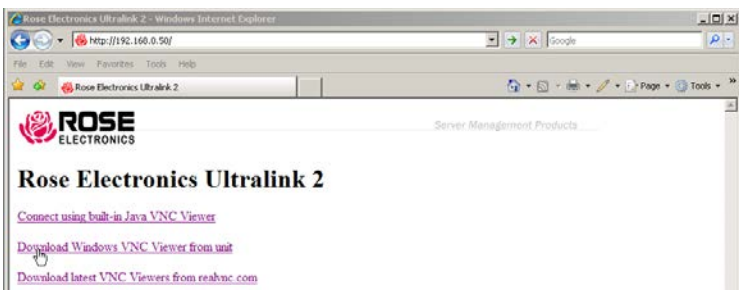 Rose Electronics Ultralink 2 - Windows Internet Explorer
http://192.168.0.50/
Google
File Edit View Favorites Tools Help
Rose Electronics Ultralink 2
Page Tools
ROSE
ELECTRONICS
Server Management Products
Rose Electronics Ultralink 2
Connect using built-in Java VNC Viewer
Download Windows VNC Viewer from unit
Download latest VNC Viewers from realvnc.com